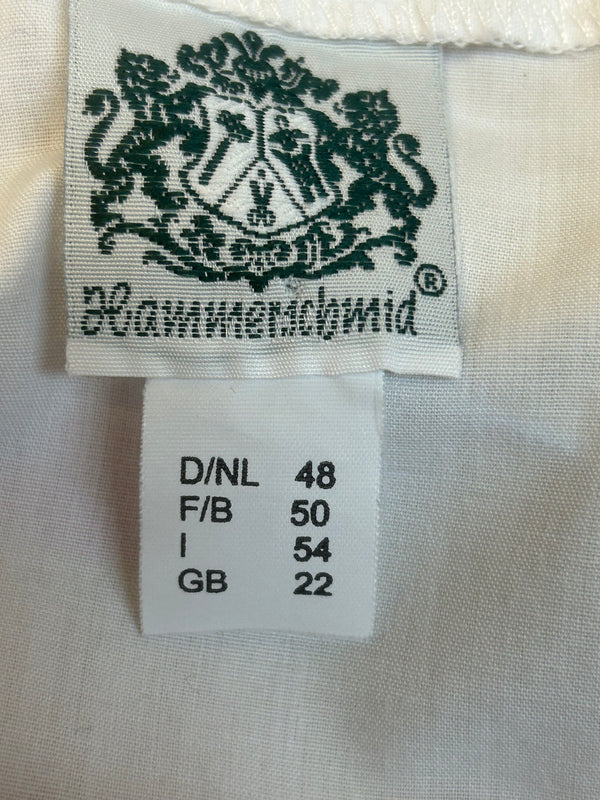 Hammerschmid®
D/NL 48
F/B 50
I 54
GB 22